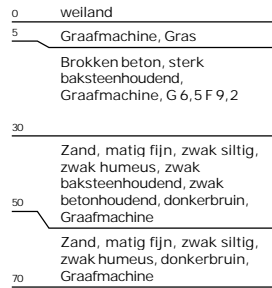 0 weiland
5 Graafmachine, Gras
Brokken beton, sterk
baksteenhoudend,
Graafmachine, G 6,5 F 9,2
30
Zand, matig fijn, zwak siltig,
zwak humeus, zwak
baksteenhoudend, zwak
50 betonhoudend, donkerbruin,
Graafmachine
Zand, matig fijn, zwak siltig,
zwak humeus, donkerbruin,
70 Graafmachine